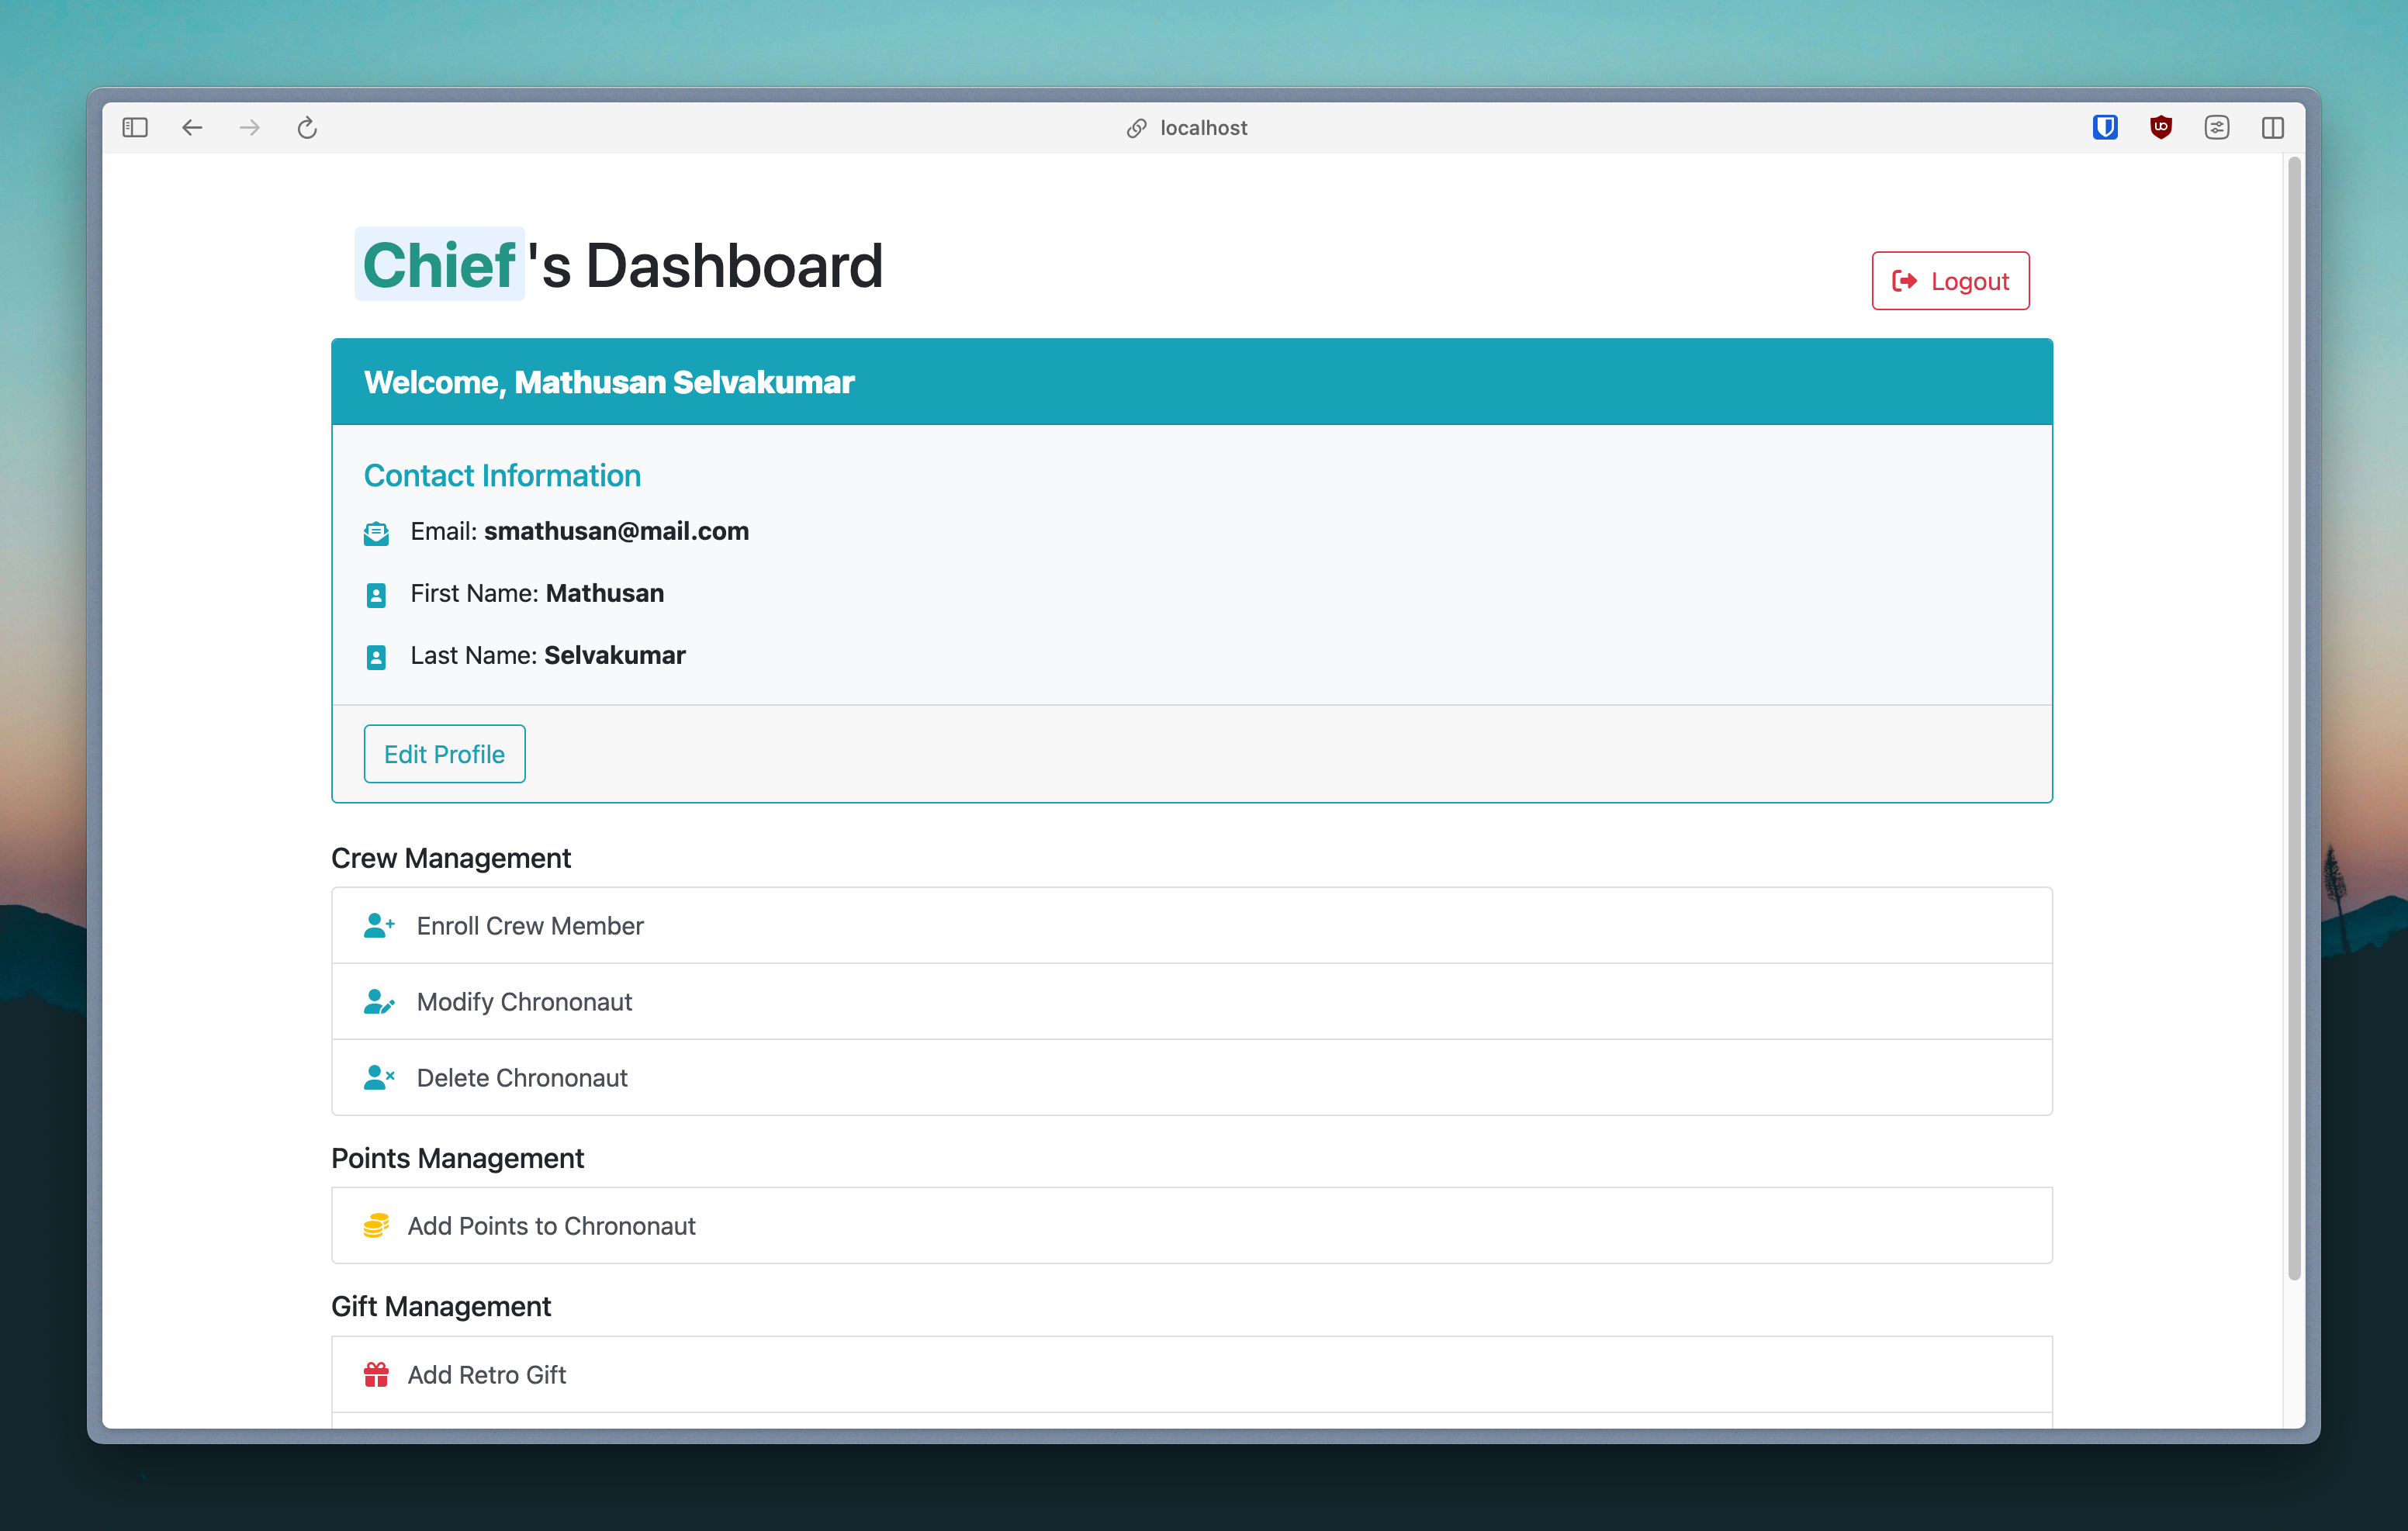 localhost
Chief's Dashboard
Logout
Welcome, Mathusan Selvakumar
Contact Information
Email: smathusan@mail.com
First Name: Mathusan
Last Name: Selvakumar
Edit Profile
Crew Management
Enroll Crew Member
Modify Chrononaut
Delete Chrononaut
Points Management
Add Points to Chrononaut
Gift Management
Add Retro Gift